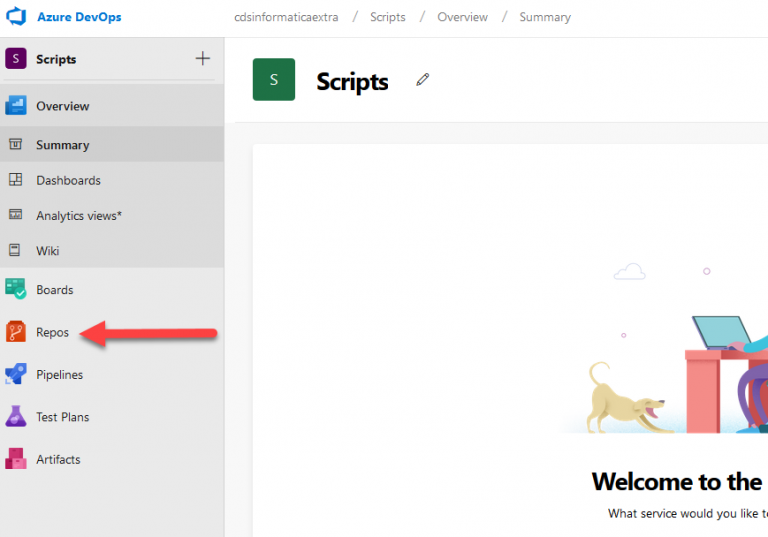 Azure DevOps
cdsinformaticaextra / Scripts / Overview / Summary
S Scripts +
S Scripts
Overview
Summary
Dashboards
Analytics views*
Wiki
Boards
Repos
Pipelines
Test Plans
Artifacts
Welcome to the
What service would you like t